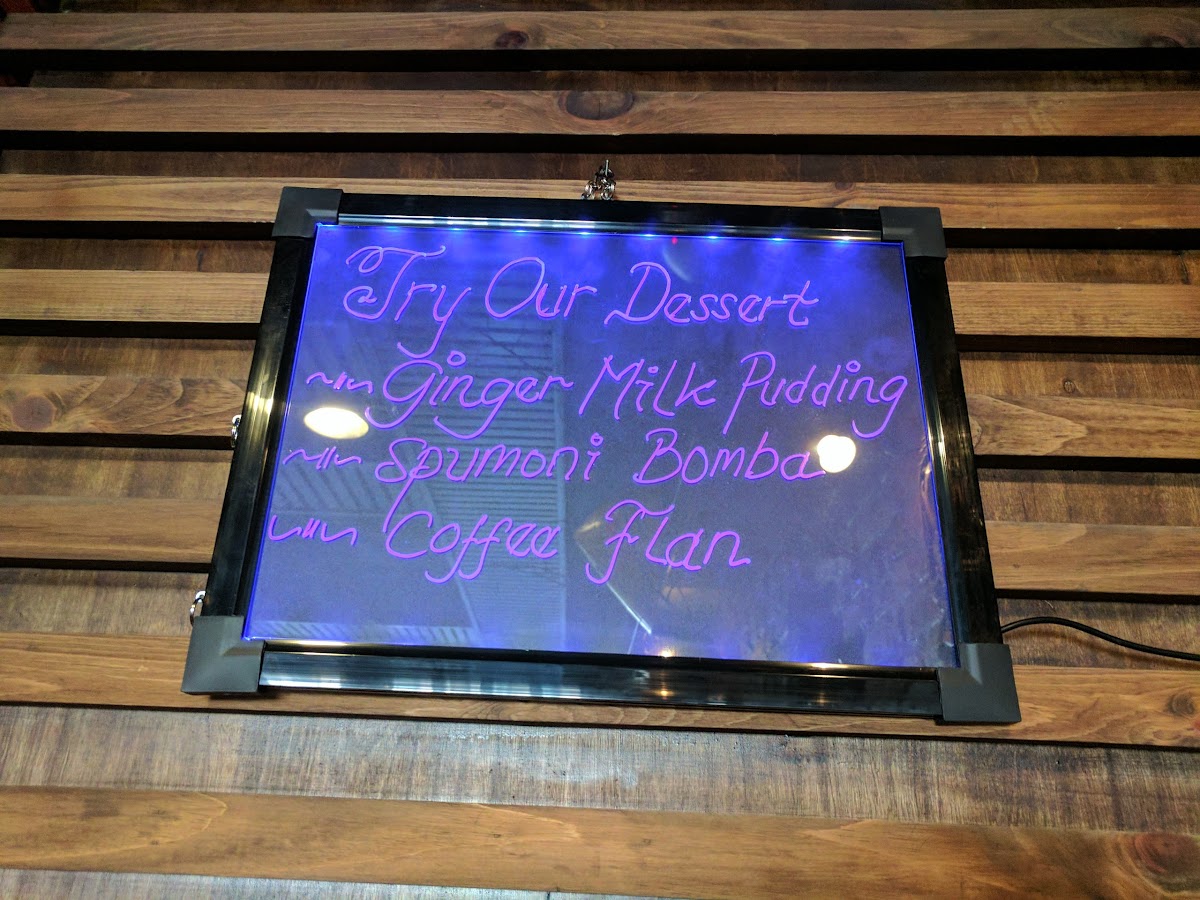 Try Our Dessert
~~ Ginger Milk Pudding
~~ Spumoni Bomba
~~ Coffee Flan